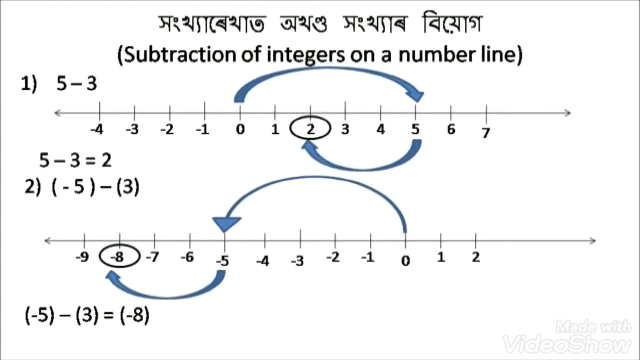 সংখ্যাৰেখাত অখণ্ড সংখ্যাৰ বিয়োগ
(Subtraction of integers on a number line)
1) 5 – 3
-4 -3 -2 -1 0 1 2 3 4 5 6 7
5 – 3 = 2
2) ( - 5 ) – (3)
-9 -8 -7 -6 -5 -4 -3 -2 -1 0 1 2
(-5) – (3) = (-8)
Made with
VideoShow